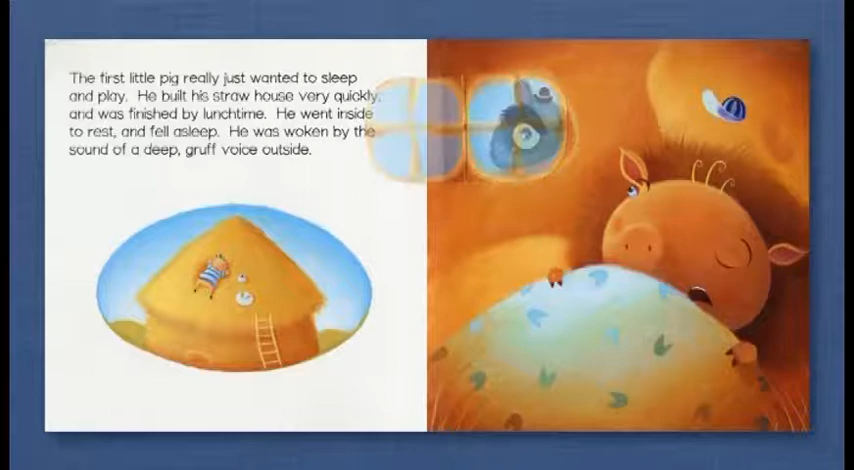 The first little pig really just wanted to sleep
and play. He built his straw house very quickly,
and was finished by lunchtime. He went inside
to rest, and fell asleep. He was woken by the
sound of a deep, gruff voice outside.